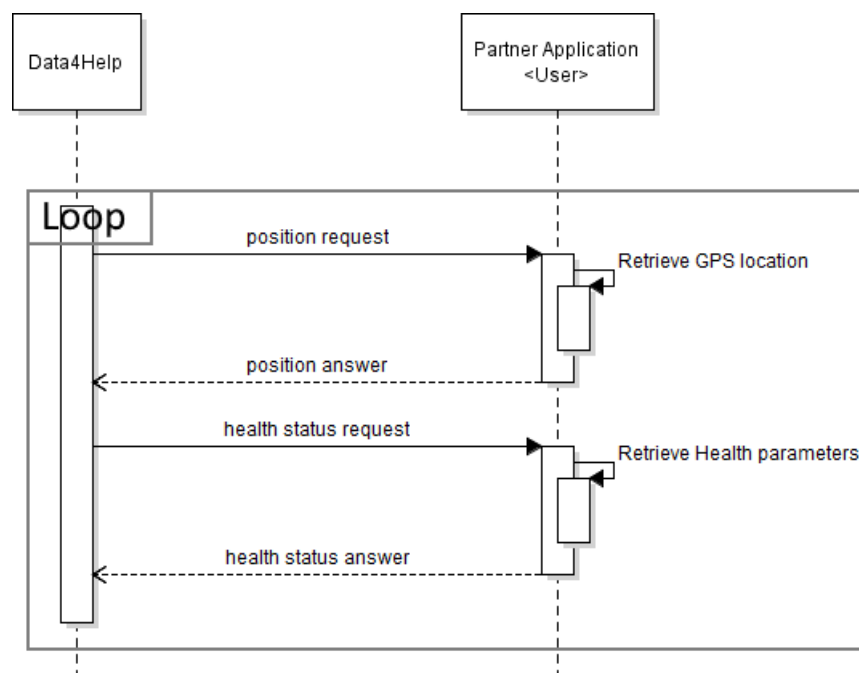 Data4Help
Partner Application
<User>
Loop
position request
Retrieve GPS location
position answer
health status request
Retrieve Health parameters
health status answer